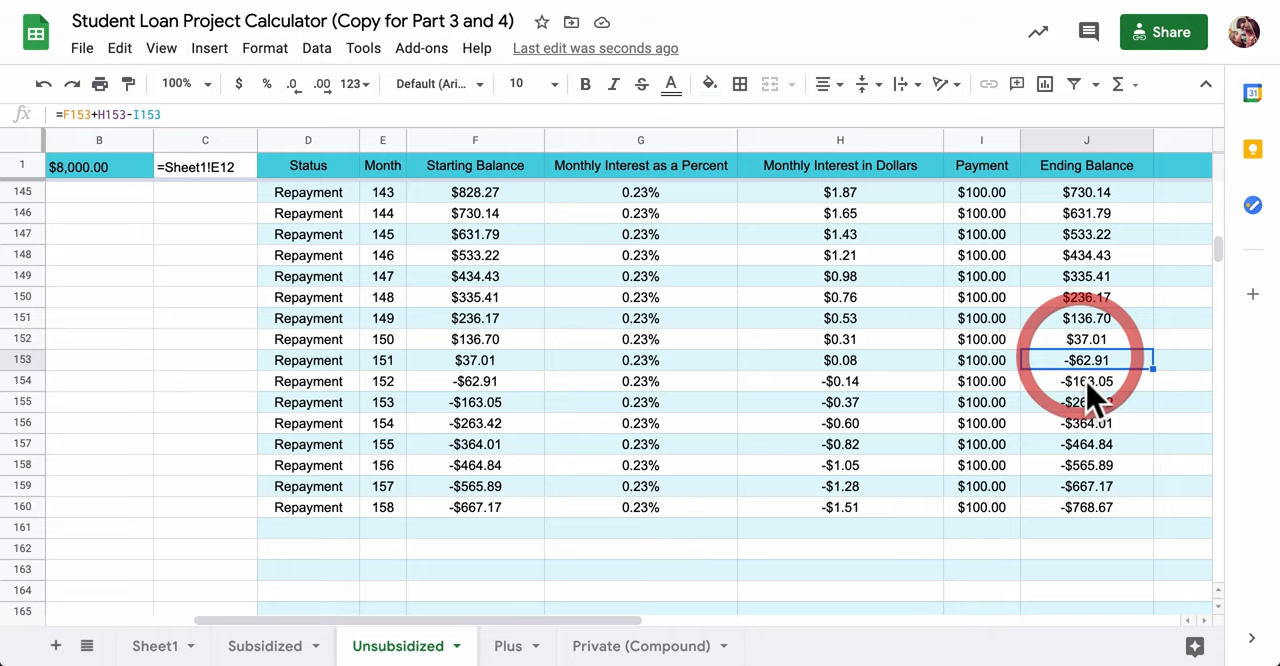 Student Loan Project Calculator (Copy for Part 3 and 4)
File Edit View Insert Format Data Tools Add-ons Help Last edit was seconds ago
Share
100% $ % .0 .00 123 Default (Ari... 10 B I S A Σ
31
fx =F153+H153-I153
B C D E F G H I J
1 $8,000.00 =Sheet1!E12 Status Month Starting Balance Monthly Interest as a Percent Monthly Interest in Dollars Payment Ending Balance
145 Repayment 143 $828.27 0.23% $1.87 $100.00 $730.14
146 Repayment 144 $730.14 0.23% $1.65 $100.00 $631.79
147 Repayment 145 $631.79 0.23% $1.43 $100.00 $533.22
148 Repayment 146 $533.22 0.23% $1.21 $100.00 $434.43
149 Repayment 147 $434.43 0.23% $0.98 $100.00 $335.41
150 Repayment 148 $335.41 0.23% $0.76 $100.00 $236.17
151 Repayment 149 $236.17 0.23% $0.53 $100.00 $136.70
152 Repayment 150 $136.70 0.23% $0.31 $100.00 $37.01
153 Repayment 151 $37.01 0.23% $0.08 $100.00 -$62.91
154 Repayment 152 -$62.91 0.23% -$0.14 $100.00 -$163.05
155 Repayment 153 -$163.05 0.23% -$0.37 $100.00
156 Repayment 154 -$263.42 0.23% -$0.60 $100.00 -$364.01
157 Repayment 155 -$364.01 0.23% -$0.82 $100.00 -$464.84
158 Repayment 156 -$464.84 0.23% -$1.05 $100.00 -$565.89
159 Repayment 157 -$565.89 0.23% -$1.28 $100.00 -$667.17
160 Repayment 158 -$667.17 0.23% -$1.51 $100.00 -$768.67
161
162
163
164
165
Sheet1 Subsidized Unsubsidized Plus Private (Compound)